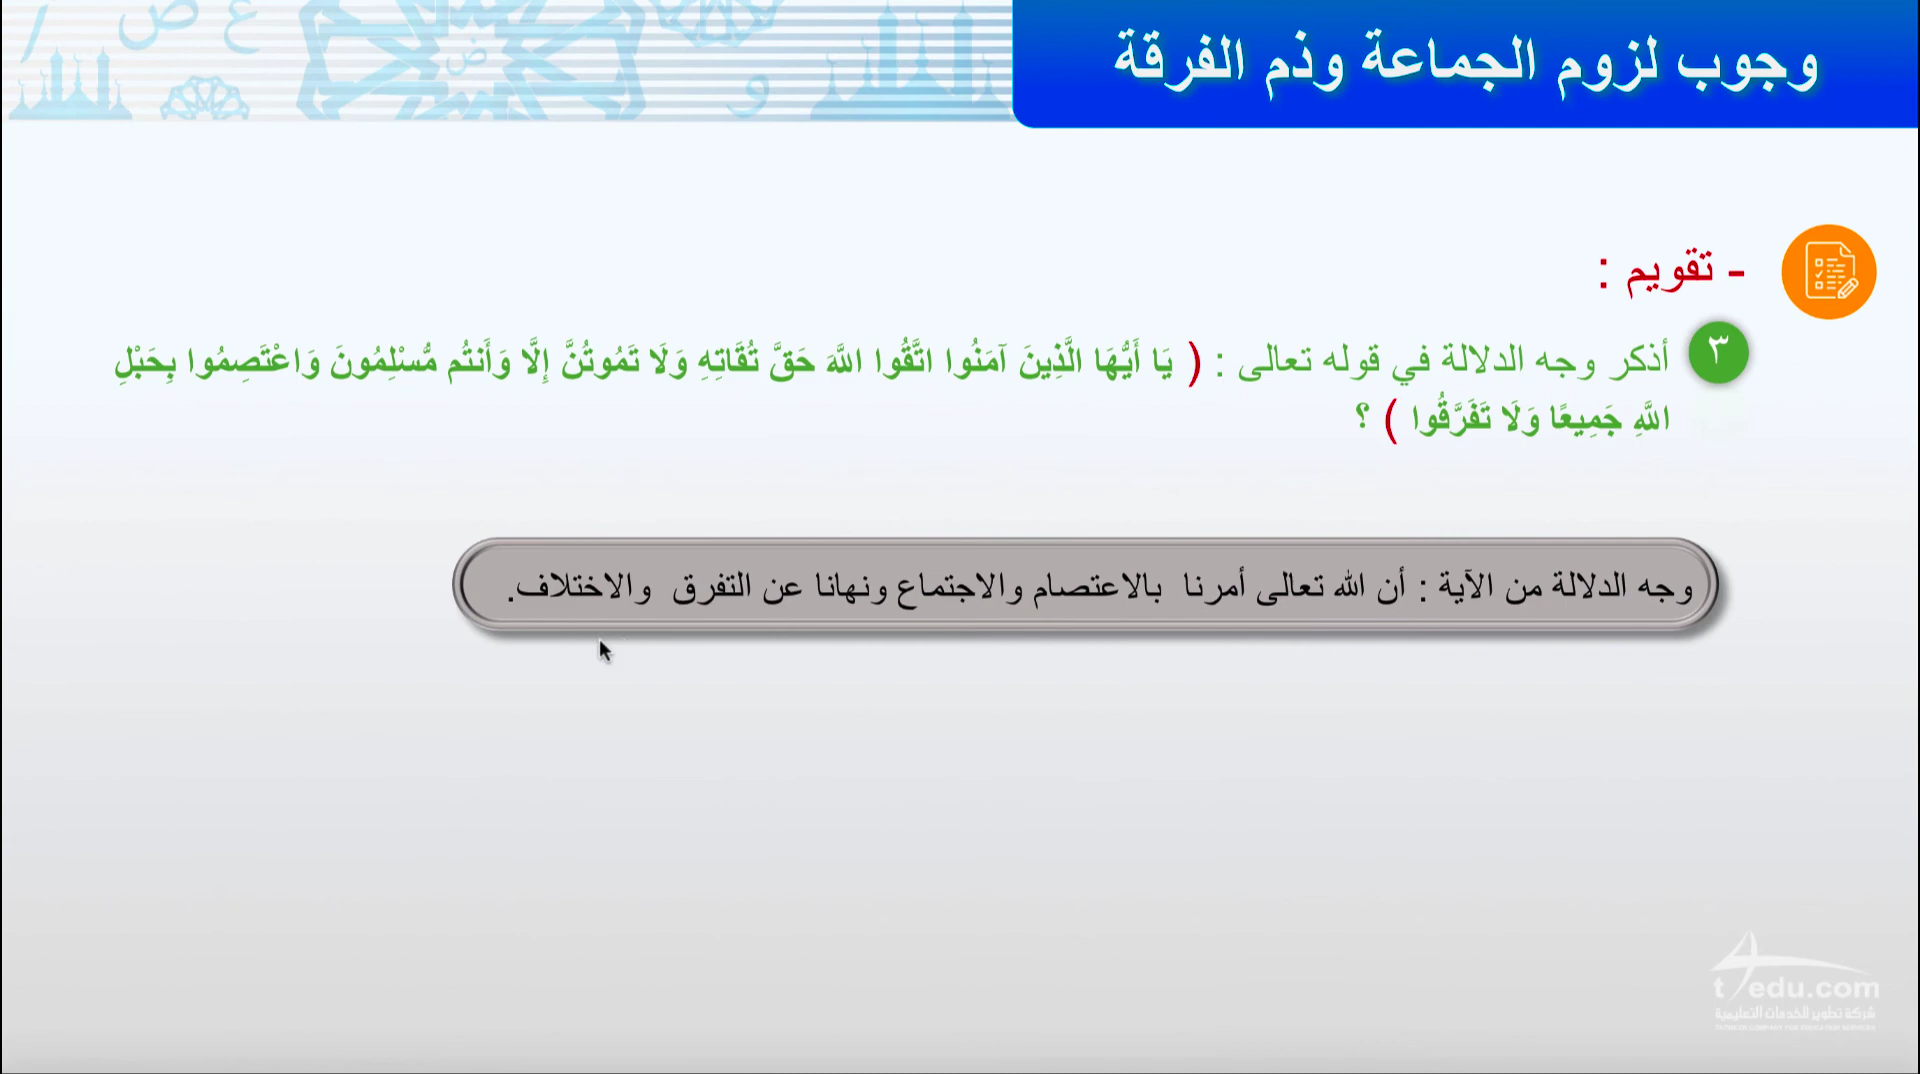 وجوب لزوم الجماعة وذم الفرقة
- تقويم :
٣ أذكر وجه الدلالة في قوله تعالى : ( يَا أَيُّهَا الَّذِينَ آمَنُوا اتَّقُوا اللَّهَ حَقَّ تُقَاتِهِ وَلَا تَمُوتُنَّ إِلَّا وَأَنتُم مُّسْلِمُونَ وَاعْتَصِمُوا بِحَبْلِ
اللَّهِ جَمِيعًا وَلَا تَفَرَّقُوا ) ؟
وجه الدلالة من الآية : أن الله تعالى أمرنا بالاعتصام والاجتماع ونهانا عن التفرق والاختلاف.
t4edu.com
شركة تطوير للخدمات التعليمية